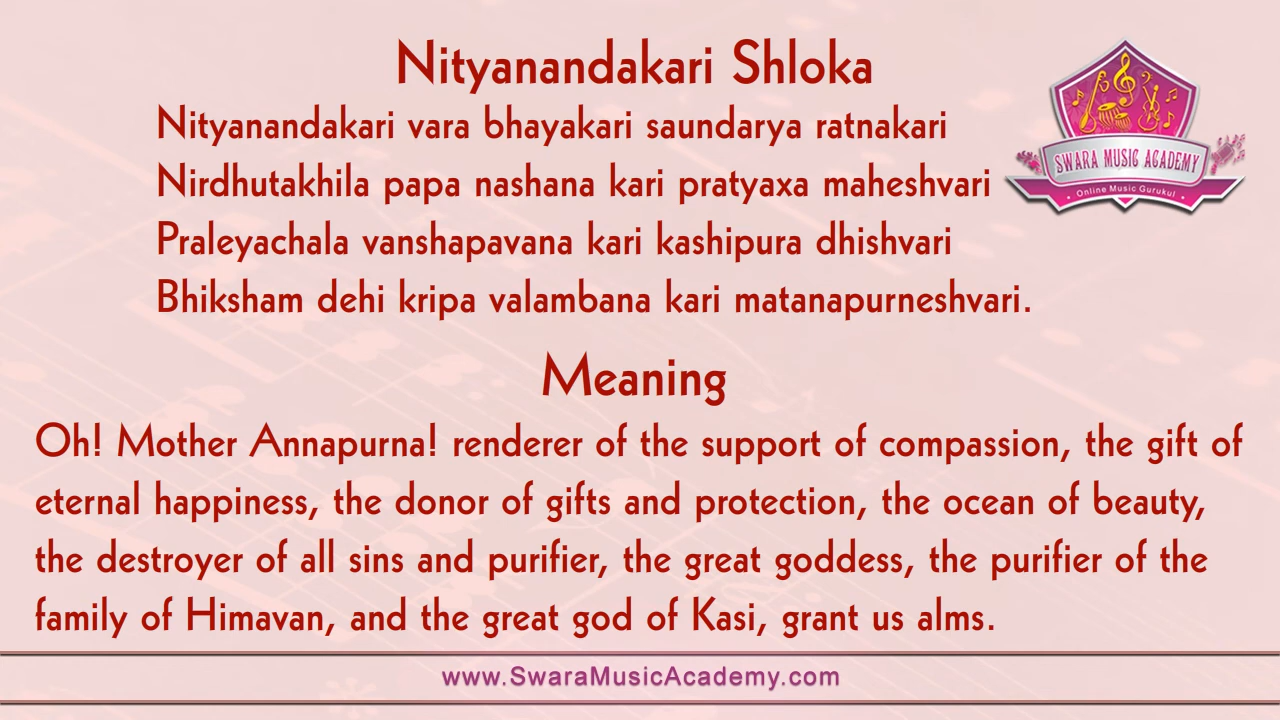 Nityanandakari Shloka
Nityanandakari vara bhayakari saundarya ratnakari
Nirdhutakhila papa nashana kari pratyaxa maheshvari
Praleyachala vanshapavana kari kashipura dhishvari
Bhiksham dehi kripa valambana kari matanapurneshvari.
SWARA MUSIC ACADEMY
• Online Music Gurukul •
Meaning
Oh! Mother Annapurna! renderer of the support of compassion, the gift of
eternal happiness, the donor of gifts and protection, the ocean of beauty,
the destroyer of all sins and purifier, the great goddess, the purifier of the
family of Himavan, and the great god of Kasi, grant us alms.
www.SwaraMusicAcademy.com